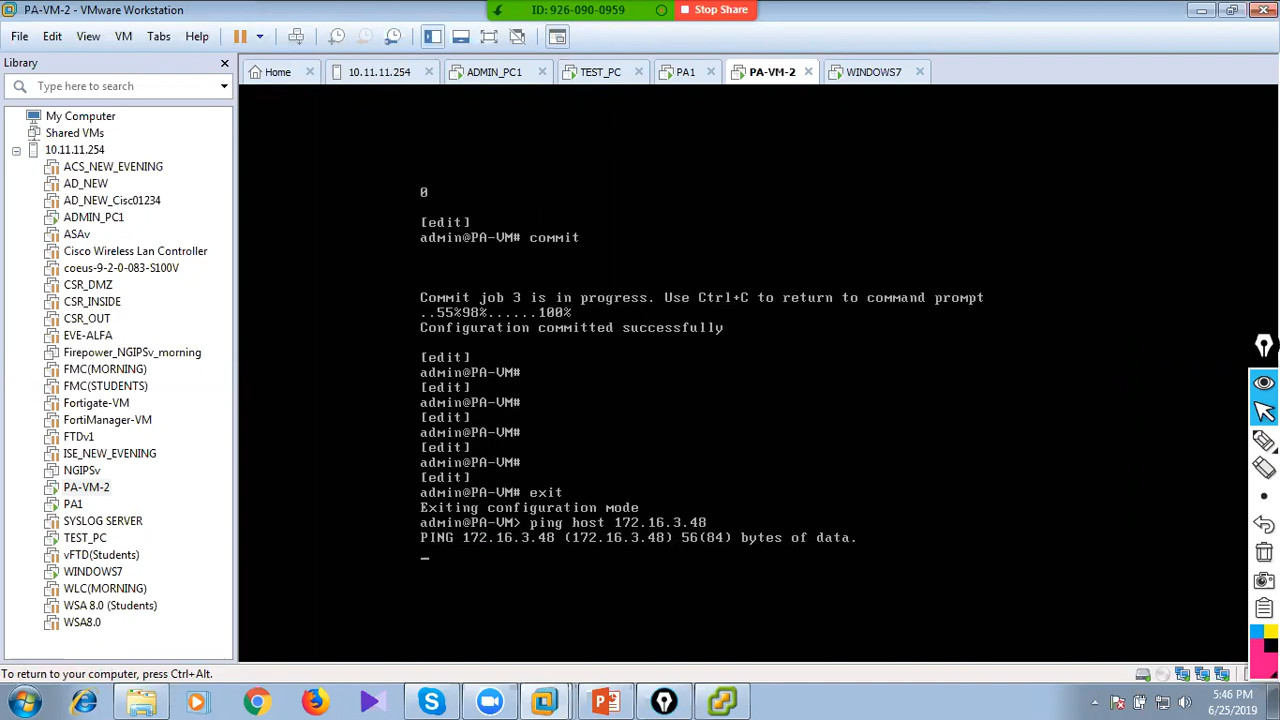 PA-VM-2 - VMware Workstation
ID: 926-090-0959
Stop Share
File Edit View VM Tabs Help
Library
Type here to search
My Computer
Shared VMs
10.11.11.254
ACS_NEW_EVENING
AD_NEW
AD_NEW_Cisc01234
ADMIN_PC1
ASAv
Cisco Wireless Lan Controller
coeus-9-2-0-083-S100V
CSR_DMZ
CSR_INSIDE
CSR_OUT
EVE-ALFA
Firepower_NGIPSv_morning
FMC(MORNING)
FMC(STUDENTS)
Fortigate-VM
FortiManager-VM
FTDv1
ISE_NEW_EVENING
NGIPSv
PA-VM-2
PA1
SYSLOG SERVER
TEST_PC
vFTD(Students)
WINDOWS7
WLC(MORNING)
WSA 8.0 (Students)
WSA8.0
Home 10.11.11.254 ADMIN_PC1 TEST_PC PA1 PA-VM-2 WINDOWS7
0
[edit]
admin@PA-VM# commit
Commit job 3 is in progress. Use Ctrl+C to return to command prompt
..55%98%......100%
Configuration committed successfully
[edit]
admin@PA-VM#
[edit]
admin@PA-VM#
[edit]
admin@PA-VM#
[edit]
admin@PA-VM#
[edit]
admin@PA-VM# exit
Exiting configuration mode
admin@PA-VM> ping host 172.16.3.48
PING 172.16.3.48 (172.16.3.48) 56(84) bytes of data.
_
To return to your computer, press Ctrl+Alt.
5:46 PM
6/25/2019